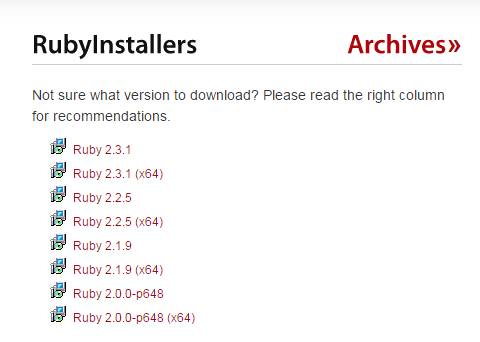 RubyInstallers Archives»
Not sure what version to download? Please read the right column
for recommendations.
Ruby 2.3.1
Ruby 2.3.1 (x64)
Ruby 2.2.5
Ruby 2.2.5 (x64)
Ruby 2.1.9
Ruby 2.1.9 (x64)
Ruby 2.0.0-p648
Ruby 2.0.0-p648 (x64)